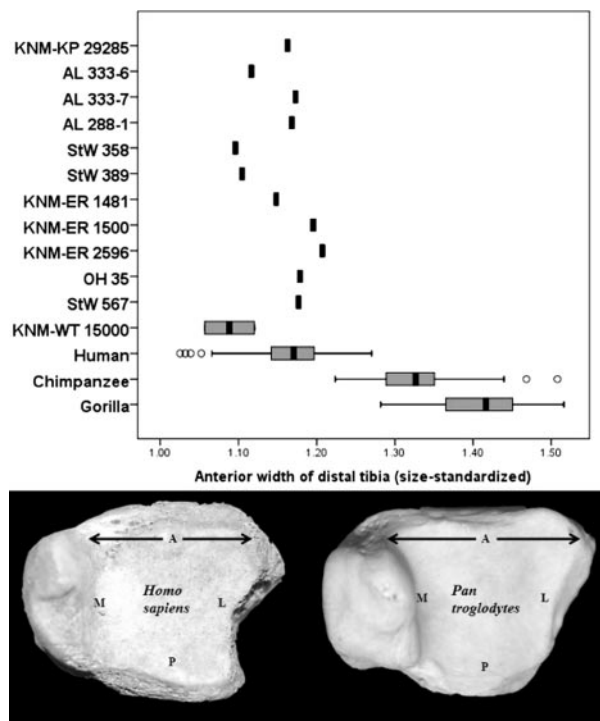 KNM-KP 29285
AL 333-6
AL 333-7
AL 288-1
StW 358
StW 389
KNM-ER 1481
KNM-ER 1500
KNM-ER 2596
OH 35
StW 567
KNM-WT 15000
Human
Chimpanzee
Gorilla
1.00 1.10 1.20 1.30 1.40 1.50
Anterior width of distal tibia (size-standardized)
A
M Homo sapiens L
P
A
M Pan troglodytes L
P